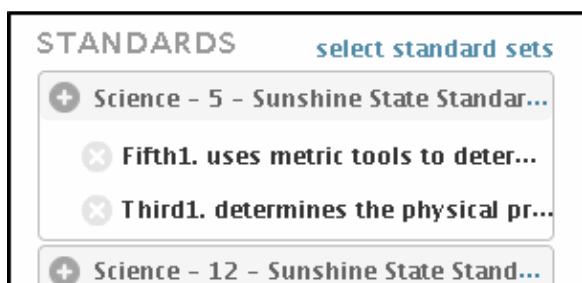 STANDARDS select standard sets
Science - 5 - Sunshine State Standar...
Fifth1. uses metric tools to deter...
Third1. determines the physical pr...
Science - 12 - Sunshine State Stand...